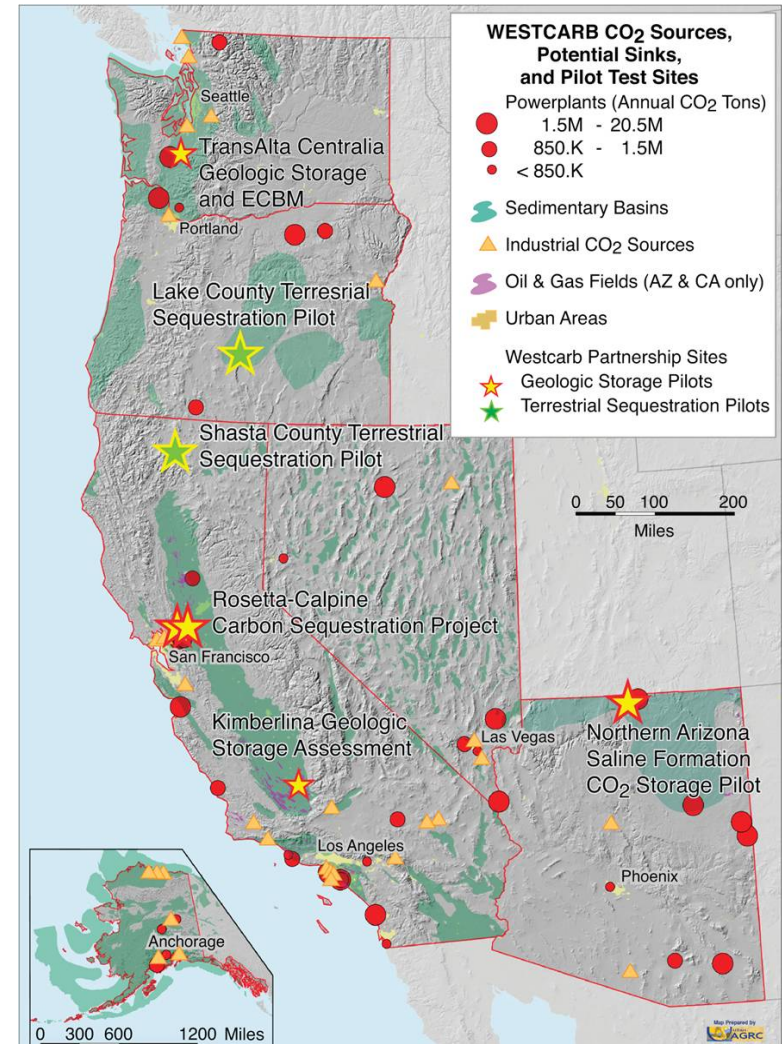 WESTCARB CO2 Sources,
Potential Sinks,
and Pilot Test Sites
Powerplants (Annual CO2 Tons)
1.5M - 20.5M
850.K - 1.5M
< 850.K
Sedimentary Basins
Industrial CO2 Sources
Oil & Gas Fields (AZ & CA only)
Urban Areas
Westcarb Partnership Sites
Geologic Storage Pilots
Terrestrial Sequestration Pilots
Seattle
TransAlta Centralia
Geologic Storage
and ECBM
Portland
Lake County Terresrial
Sequestration Pilot
Shasta County Terrestrial
Sequestration Pilot
0 50 100 200
Miles
Rosetta-Calpine
Carbon Sequestration Project
San Francisco
Kimberlina Geologic
Storage Assessment
Las Vegas
Northern Arizona
Saline Formation
CO2 Storage Pilot
Los Angeles
Phoenix
Anchorage
0 300 600 1200 Miles
Map Prepared by
AGRC